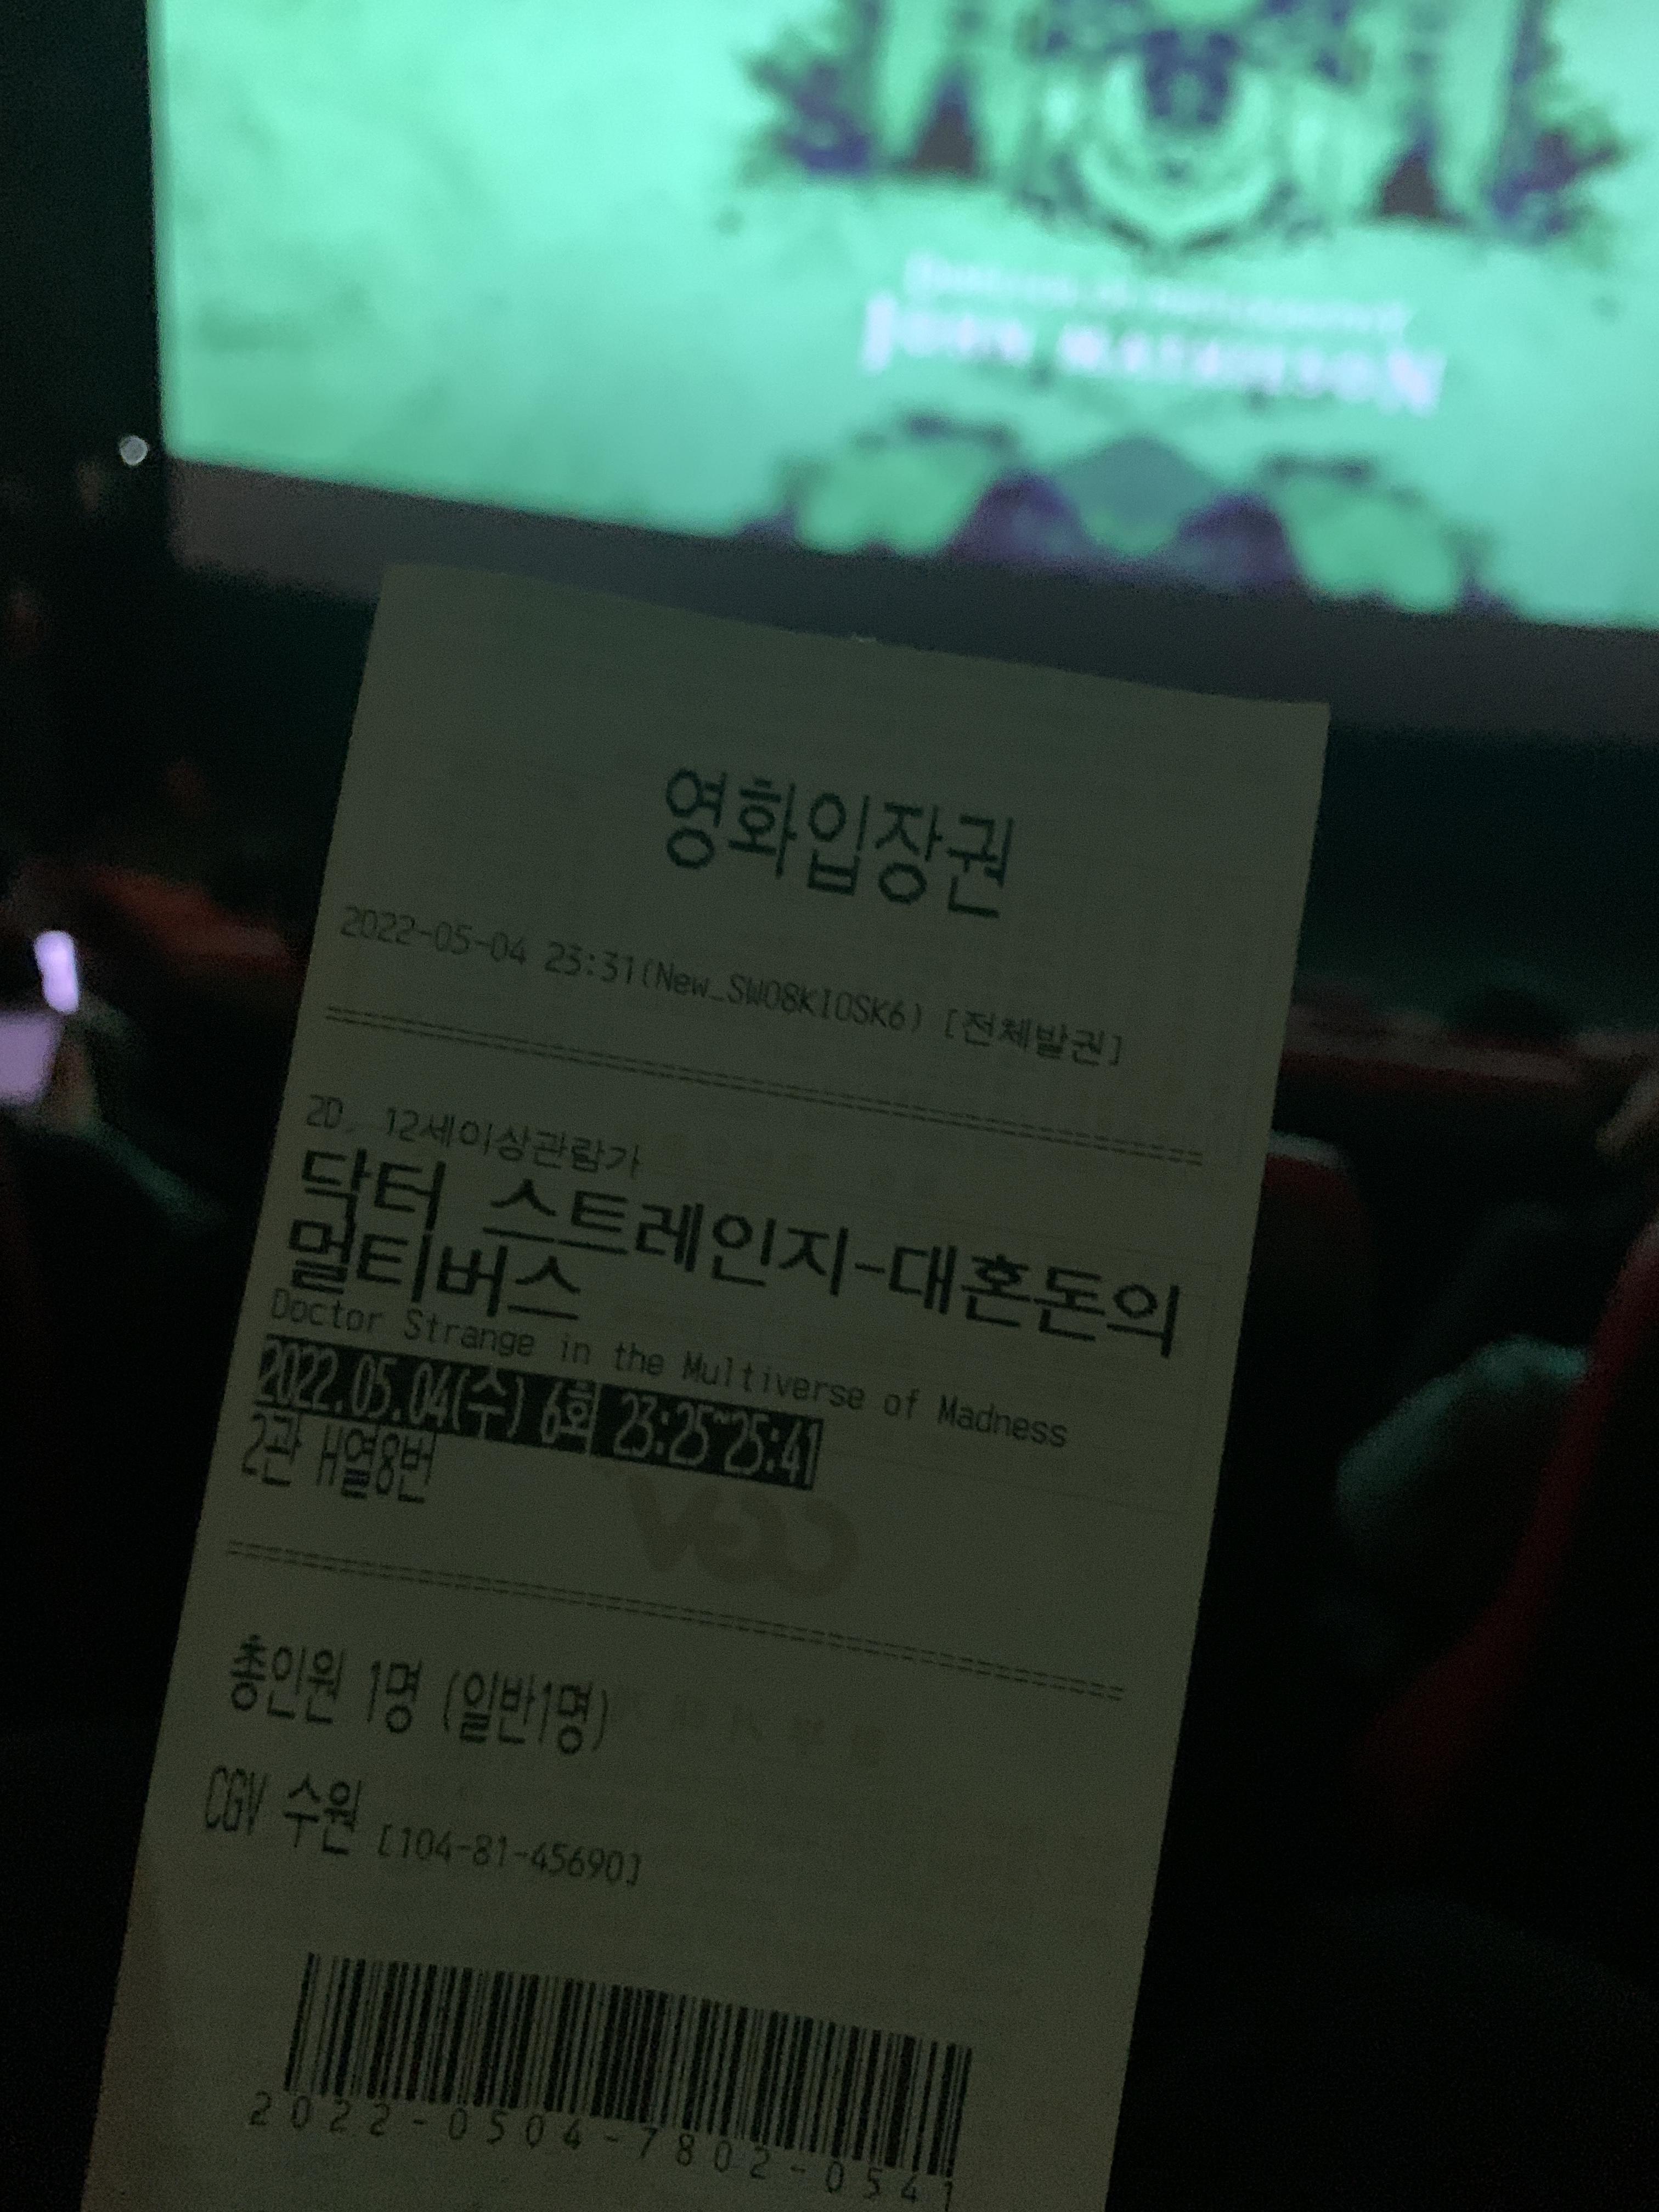 JOHN MATHIESON
영화입장권
2022-05-04 23:31(New_SW08KIOSK6) [전체발권]
2D, 12세이상관람가
닥터 스트레인지-대혼돈의
멀티버스
Doctor Strange in the Multiverse of Madness
2022.05.04(수) 6회 23:25~25:41
2관 H열8번
CGV
총인원 1명 (일반1명)
CGV 수원 [104-81-45690]
2022-0504-7802-0541